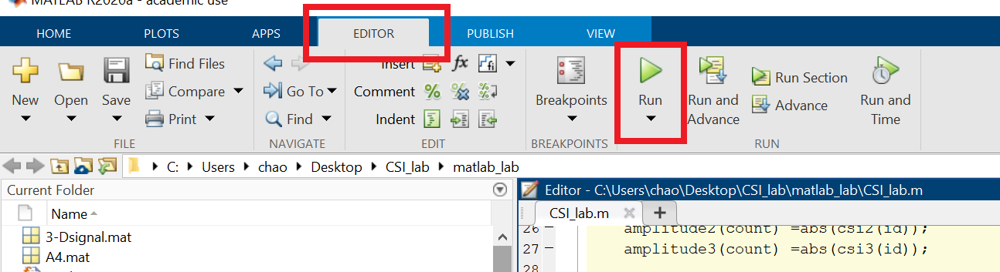 MATLAB R2020a - academic use
HOME PLOTS APPS EDITOR PUBLISH VIEW
New Open Save Find Files Compare Print
FILE
Go To Find
NAVIGATE
Insert fx fi
Comment % % %
Indent
EDIT
Breakpoints
BREAKPOINTS
Run Run and Advance Run Section Advance Run and Time
RUN
C: Users chao Desktop CSI_lab matlab_lab
Current Folder
Name
3-Dsignal.mat
A4.mat
Editor - C:\Users\chao\Desktop\CSI_lab\matlab_lab\CSI_lab.m
CSI_lab.m
26 amplitude2(count) =abs(csi2(id));
27 amplitude3(count) =abs(csi3(id));
28